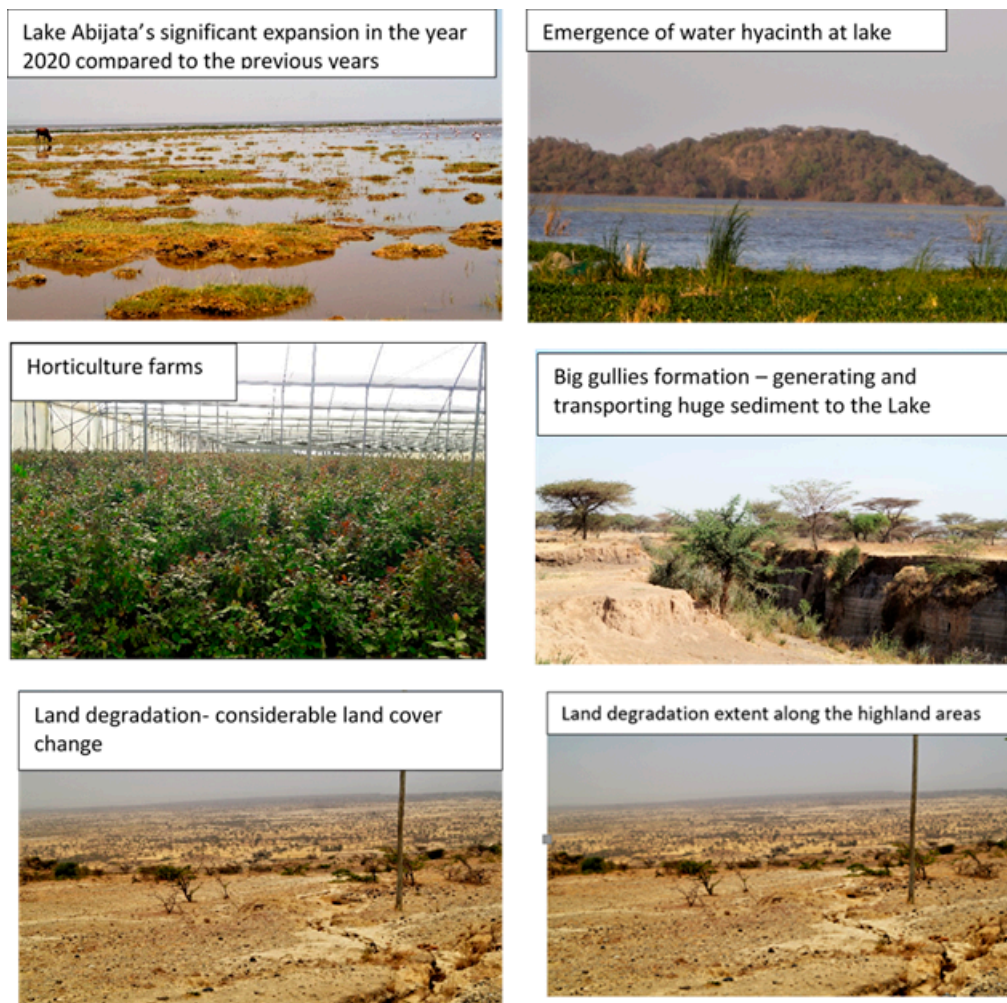 Lake Abijata's significant expansion in the year
2020 compared to the previous years
Emergence of water hyacinth at lake
Horticulture farms
Big gullies formation – generating and
transporting huge sediment to the Lake
Land degradation- considerable land cover
change
Land degradation extent along the highland areas